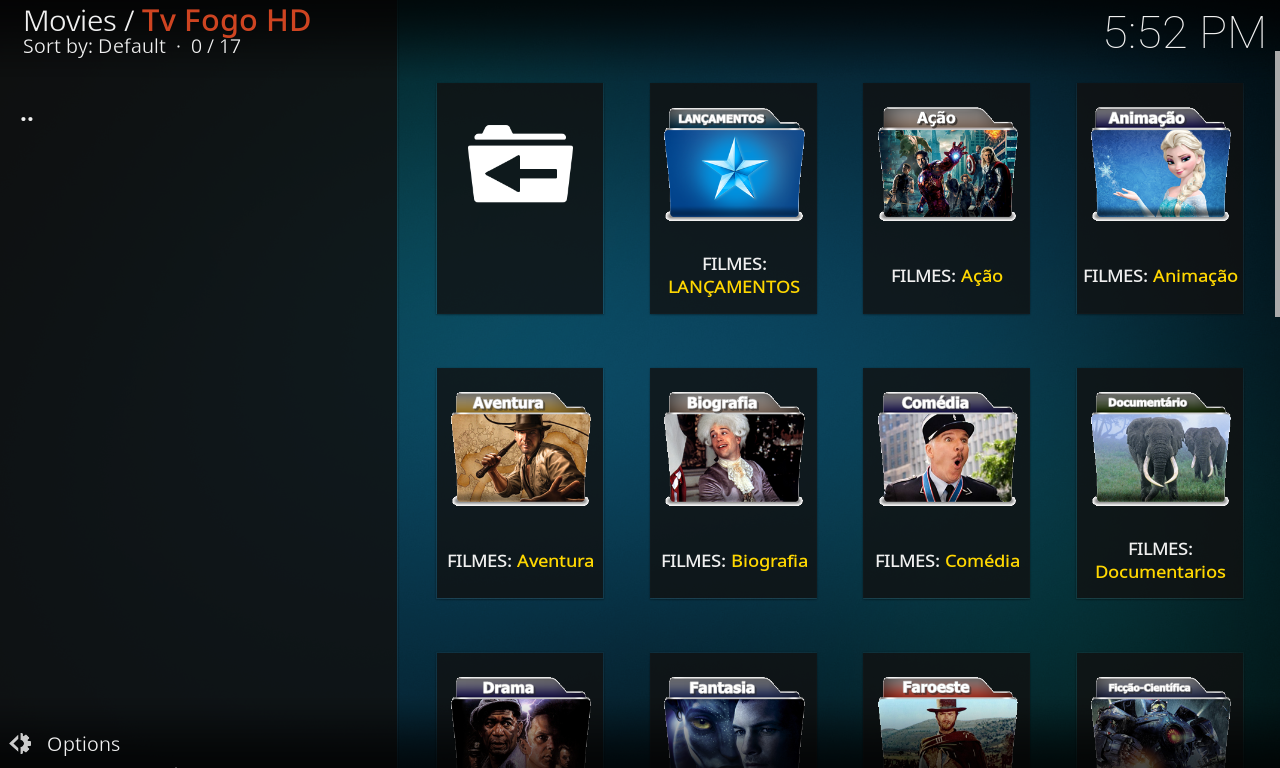 Movies / Tv Fogo HD
Sort by: Default · 0 / 17
5:52 PM
..
LANÇAMENTOS
FILMES:
LANÇAMENTOS
Ação
FILMES: Ação
Animação
FILMES: Animação
Aventura
FILMES: Aventura
Biografia
FILMES: Biografia
Comédia
FILMES: Comédia
Documentário
FILMES:
Documentarios
Drama
Fantasia
Faroeste
Ficção-Científica
Options